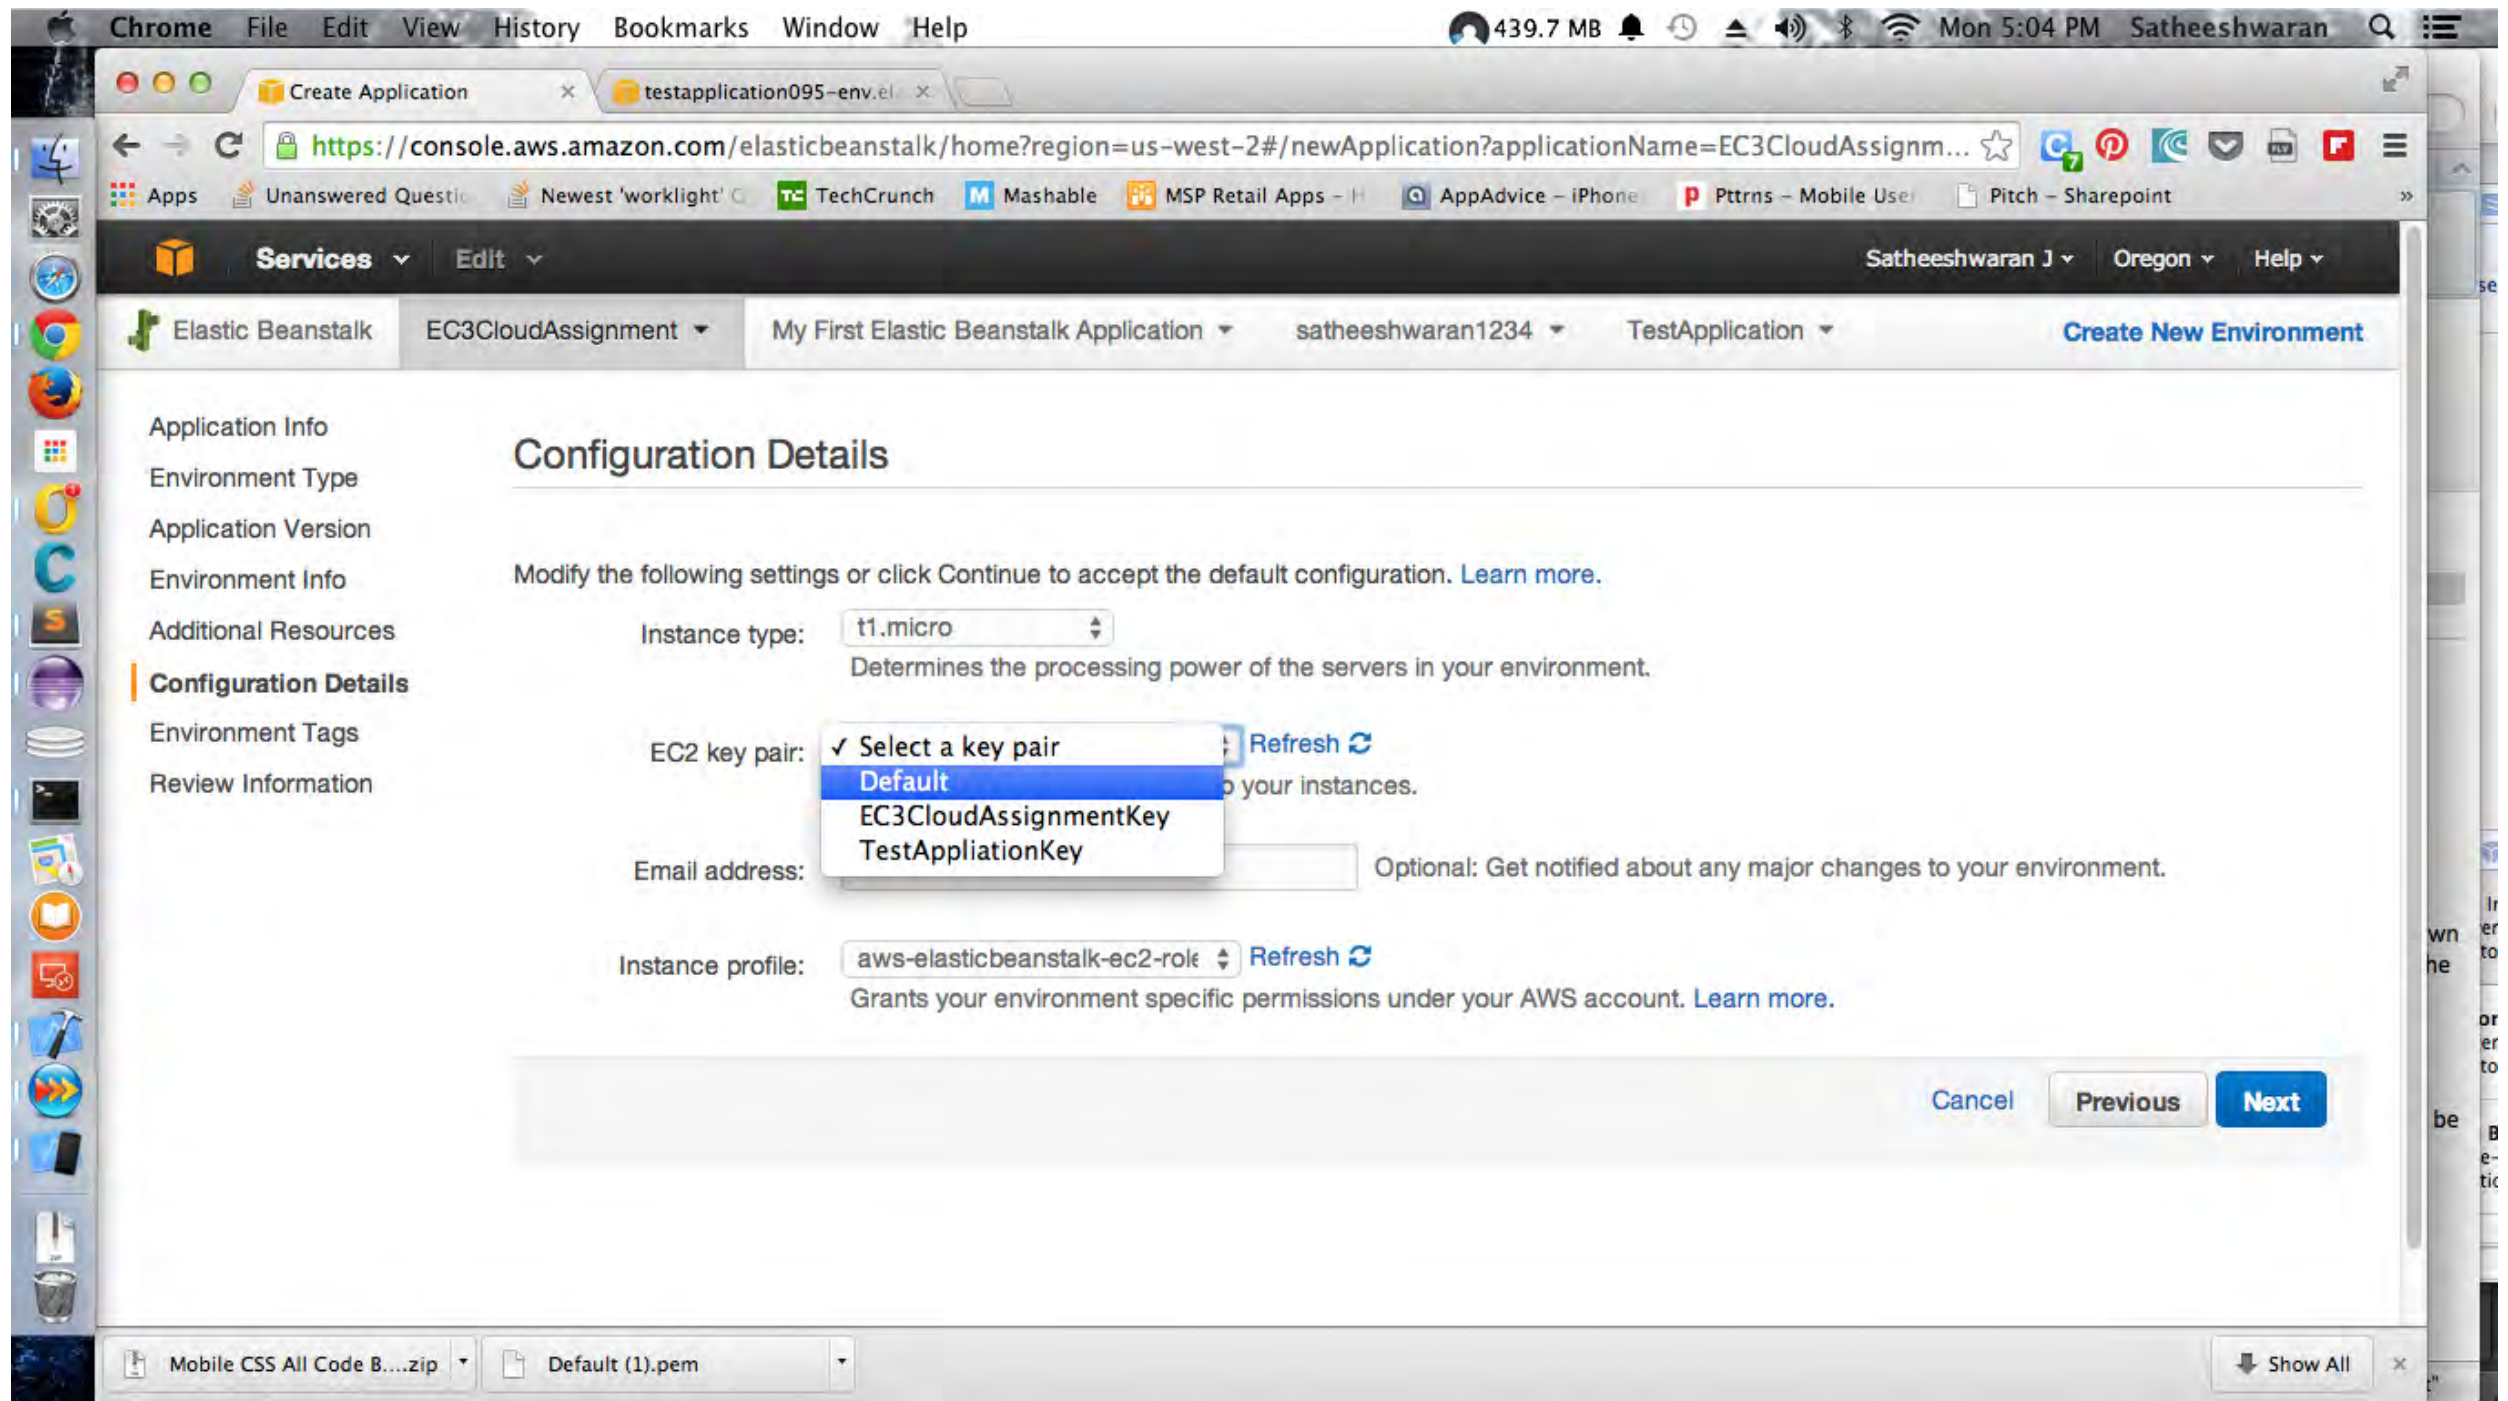 Chrome File Edit View History Bookmarks Window Help 439.7 MB Mon 5:04 PM Satheeshwaran
Create Application testapplication095-env.el
https://console.aws.amazon.com/elasticbeanstalk/home?region=us-west-2#/newApplication?applicationName=EC3CloudAssignm...
Apps Unanswered Questi Newest 'worklight' TechCrunch Mashable MSP Retail Apps - AppAdvice - iPhone Pttrns - Mobile User Pitch - Sharepoint »
Services Edit Satheeshwaran J Oregon Help
Elastic Beanstalk EC3CloudAssignment My First Elastic Beanstalk Application satheeshwaran1234 TestApplication Create New Environment
Application Info
Environment Type
Application Version
Environment Info
Additional Resources
Configuration Details
Environment Tags
Review Information
Configuration Details
Modify the following settings or click Continue to accept the default configuration. Learn more.
Instance type: t1.micro
Determines the processing power of the servers in your environment.
EC2 key pair: ✓ Select a key pair Refresh
Default
your instances.
EC3CloudAssignmentKey
TestAppliationKey
Email address: Optional: Get notified about any major changes to your environment.
Instance profile: aws-elasticbeanstalk-ec2-role Refresh
Grants your environment specific permissions under your AWS account. Learn more.
Cancel Previous Next
be
Mobile CSS All Code B....zip Default (1).pem Show All